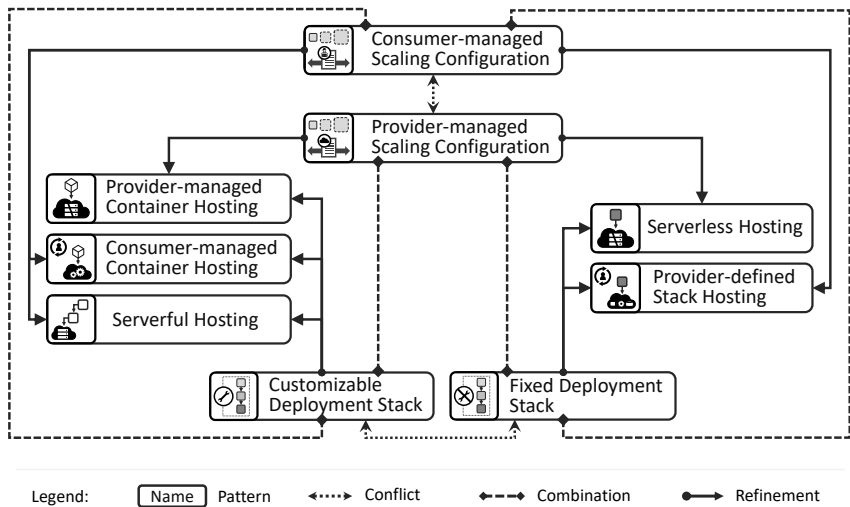 Consumer-managed
Scaling Configuration
Provider-managed
Scaling Configuration
Provider-managed
Container Hosting
Consumer-managed
Container Hosting
Serverful Hosting
Serverless Hosting
Provider-defined
Stack Hosting
Customizable
Deployment Stack
Fixed Deployment
Stack
Legend:
Name
Pattern
Conflict
Combination
Refinement